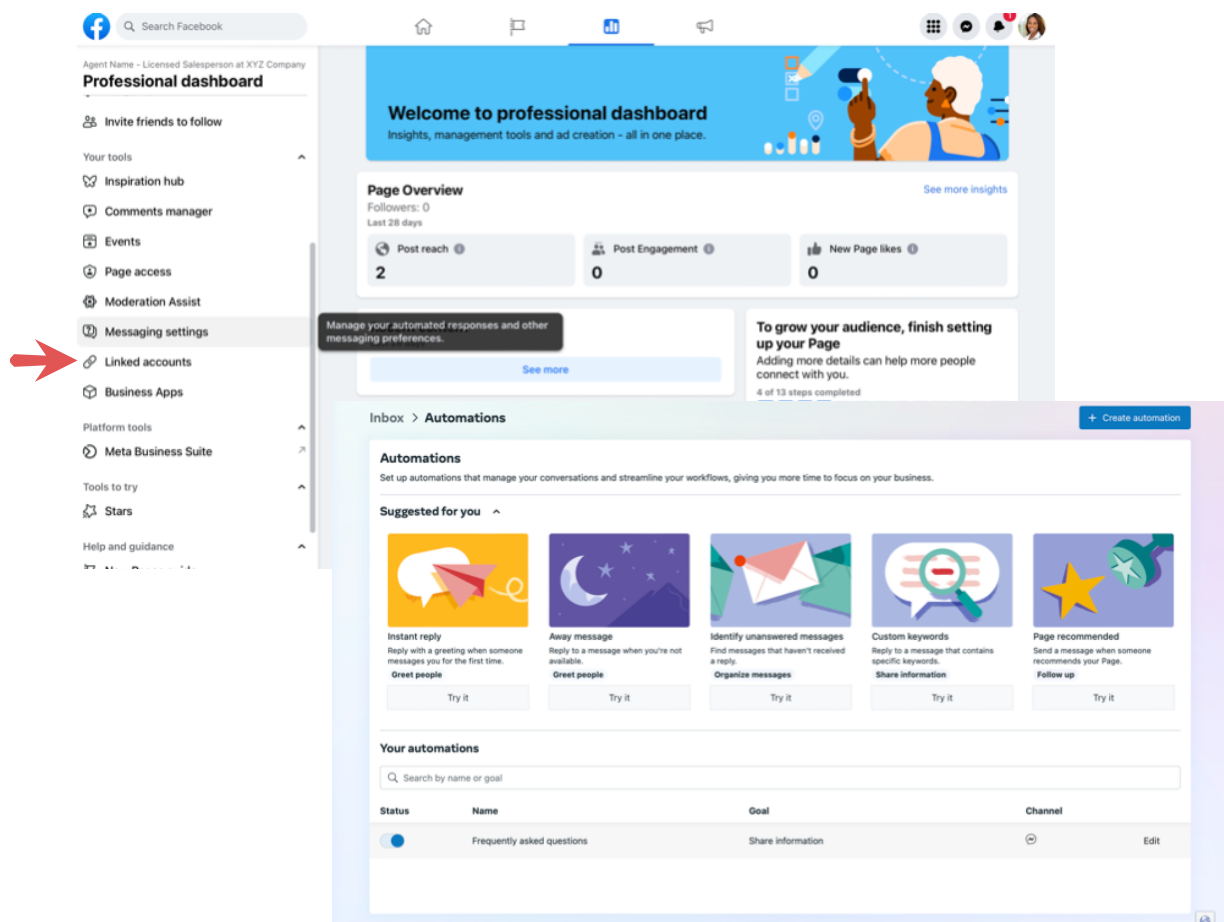 Search Facebook
1
Agent Name - Licensed Salesperson at XYZ Company
Professional dashboard
Invite friends to follow
Your tools
Inspiration hub
Comments manager
Events
Page access
Moderation Assist
Messaging settings
Linked accounts
Business Apps
Platform tools
Meta Business Suite
Tools to try
Stars
Help and guidance
Welcome to professional dashboard
Insights, management tools and ad creation - all in one place.
Page Overview
See more insights
Followers: 0
Last 28 days
Post reach
2
Post Engagement
0
New Page likes
0
Manage your automated responses and other
messaging preferences.
See more
To grow your audience, finish setting
up your Page
Adding more details can help more people
connect with you.
4 of 13 steps completed
Inbox > Automations
+ Create automation
Automations
Set up automations that manage your conversations and streamline your workflows, giving you more time to focus on your business.
Suggested for you
Instant reply
Reply with a greeting when someone
messages you for the first time.
Greet people
Try it
Away message
Reply to a message when you're not
available.
Greet people
Try it
Identify unanswered messages
Find messages that haven't received
a reply.
Organize messages
Try it
Custom keywords
Reply to a message that contains
specific keywords.
Share information
Try it
Page recommended
Send a message when someone
recommends your Page.
Follow up
Try it
Your automations
Search by name or goal
Status Name Goal Channel
Frequently asked questions Share information Edit